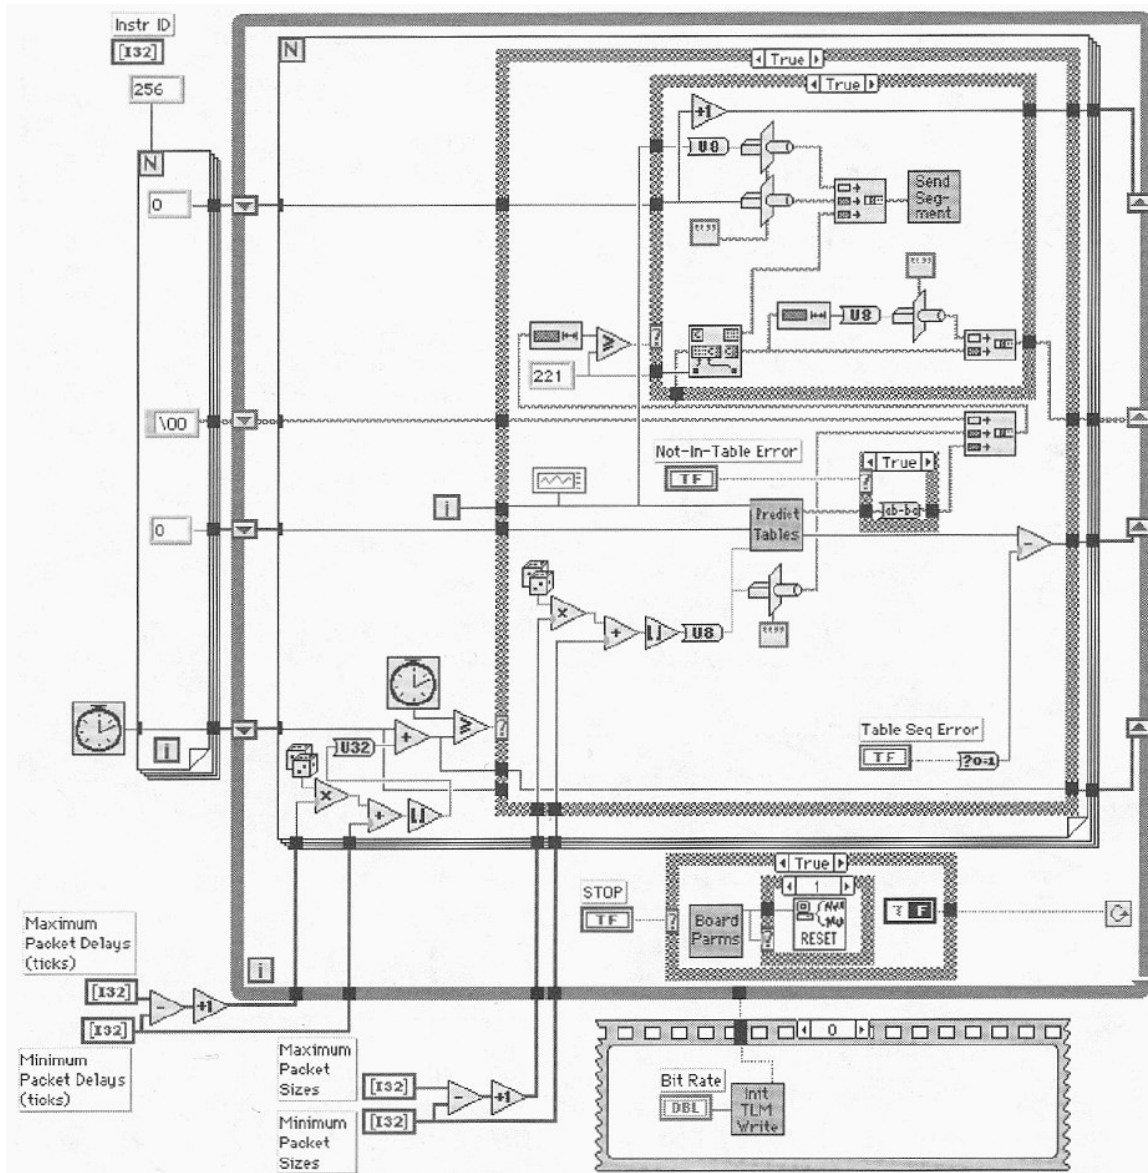 Instr ID
[I32]
256
N
N
True
True
+1
U8
Send
Seg-
ment
0
U8
221
\00
Not-In-Table Error
TF
True
i
Predict
Tables
0
U8
Table Seq Error
TF
?0:1
U32
i
True
STOP
TF
1
Board
Parms
RESET
F
i
Maximum
Packet Delays
(ticks)
[I32]
+1
[I32]
Minimum
Packet Delays
(ticks)
Maximum
Packet
Sizes
[I32]
+1
[I32]
Minimum
Packet
Sizes
0
Bit Rate
DBL
Init
TLM
Write